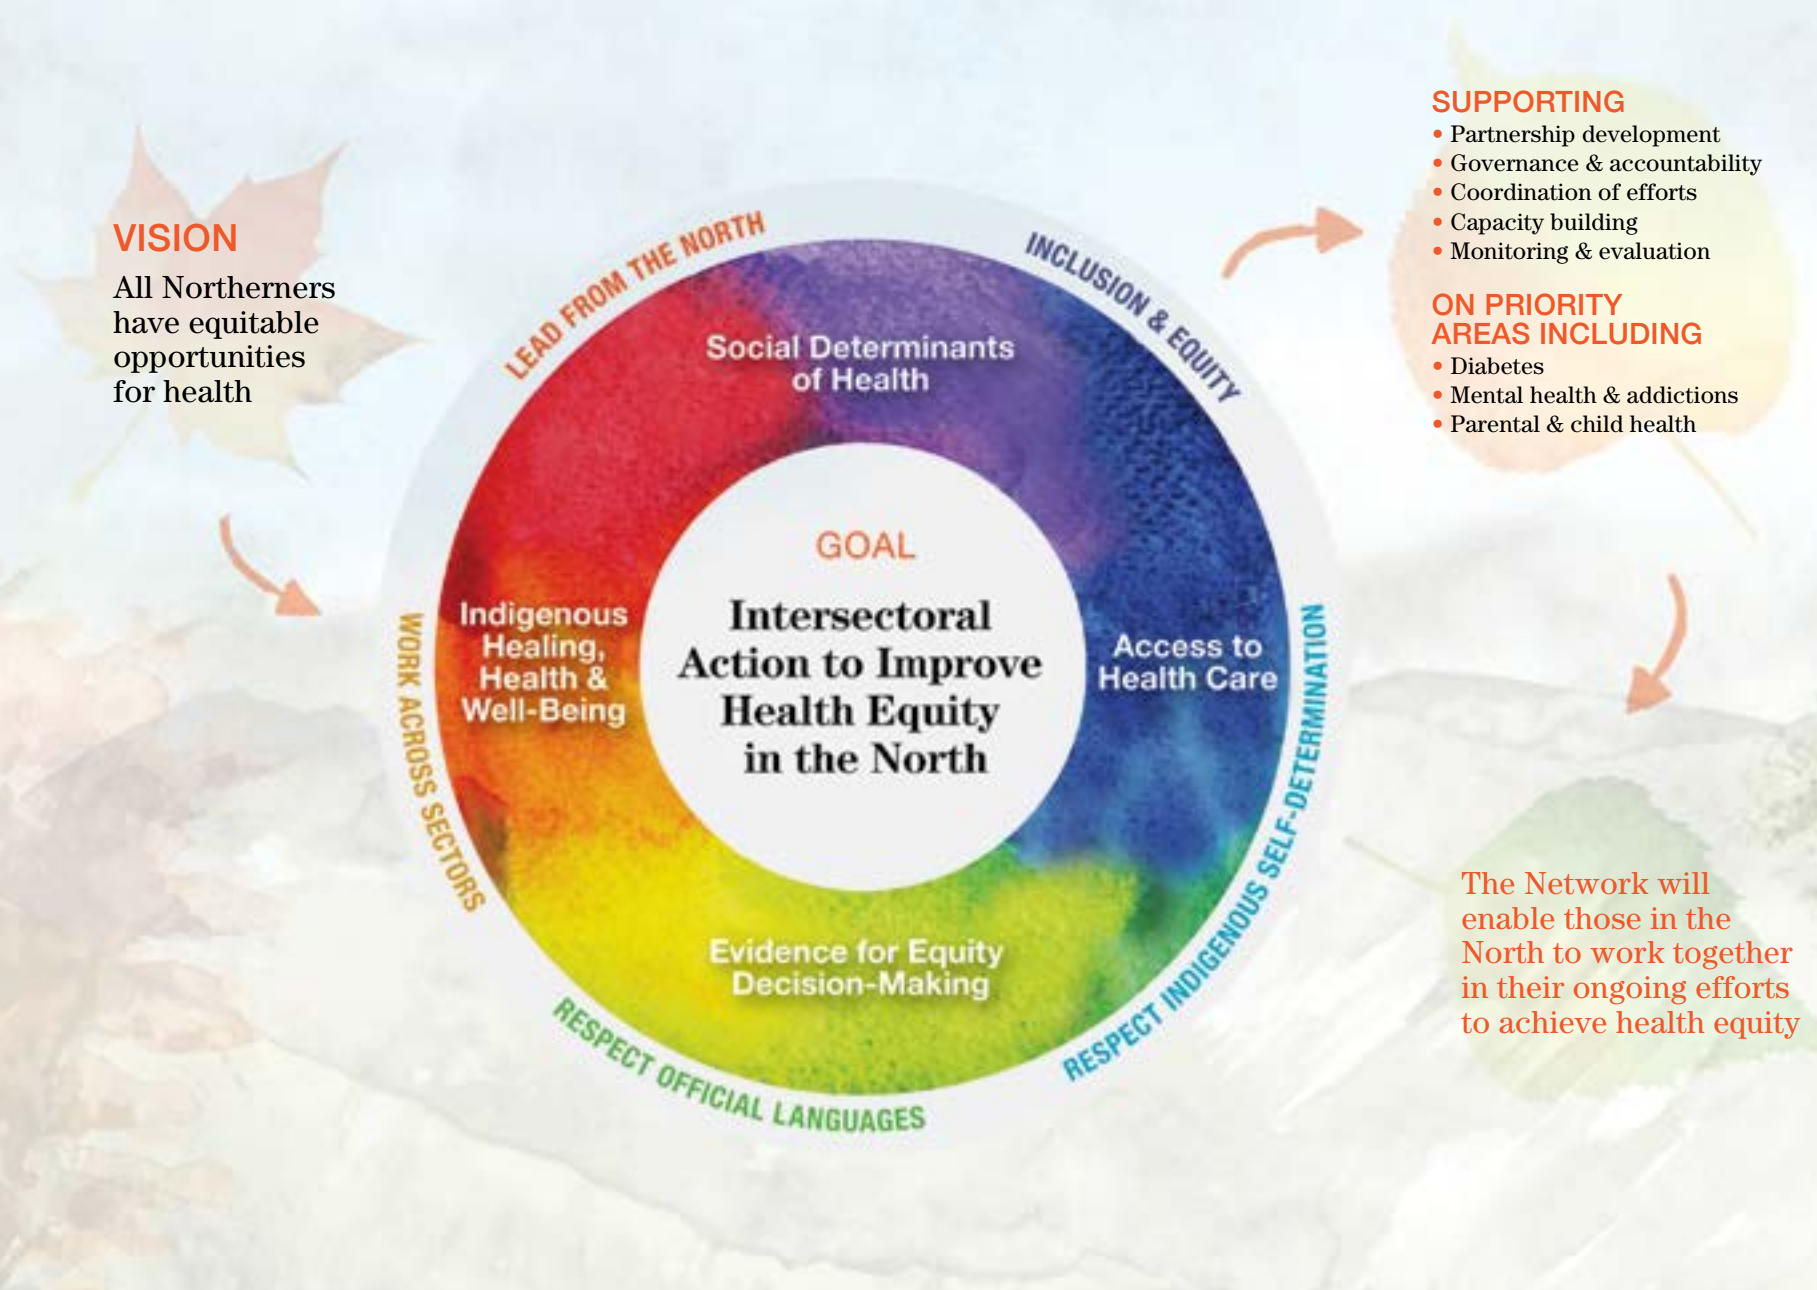 VISION
All Northerners
have equitable
opportunities
for health
LEAD FROM THE NORTH
INCLUSION & EQUITY
RESPECT INDIGENOUS SELF-DETERMINATION
RESPECT OFFICIAL LANGUAGES
WORK ACROSS SECTORS
Social Determinants
of Health
Access to
Health Care
Evidence for Equity
Decision-Making
Indigenous
Healing,
Health &
Well-Being
GOAL
Intersectoral
Action to Improve
Health Equity
in the North
SUPPORTING
• Partnership development
• Governance & accountability
• Coordination of efforts
• Capacity building
• Monitoring & evaluation
ON PRIORITY
AREAS INCLUDING
• Diabetes
• Mental health & addictions
• Parental & child health
The Network will
enable those in the
North to work together
in their ongoing efforts
to achieve health equity